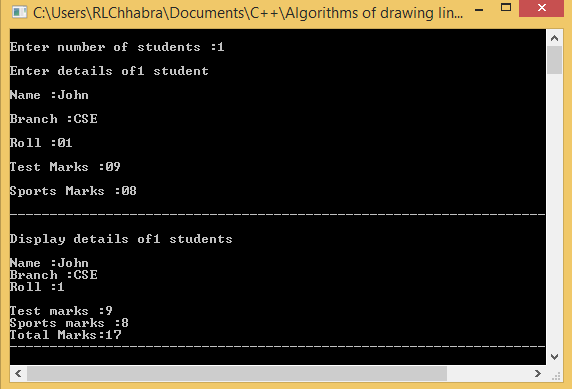 C:\Users\RLChhabra\Documents\C++\Algorithms of drawing lin...
Enter number of students :1
Enter details of1 student
Name :John
Branch :CSE
Roll :01
Test Marks :09
Sports Marks :08
--------------------------------------------------------------------
Display details of1 students
Name :John
Branch :CSE
Roll :1
Test marks :9
Sports marks :8
Total Marks:17
--------------------------------------------------------------------